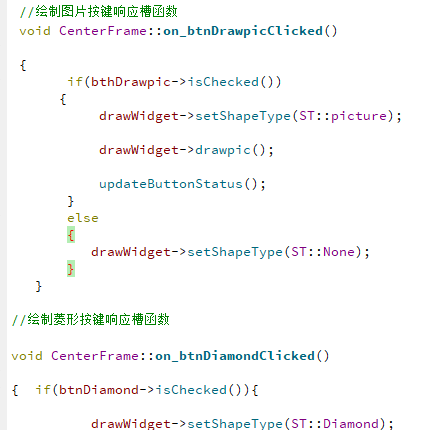 //绘制图片按键响应槽函数
void CenterFrame::on_btnDrawpicClicked()
{
if(bthDrawpic->isChecked())
{
drawWidget->setShapeType(ST::picture);
drawWidget->drawpic();
updateButtonStatus();
}
else
{
drawWidget->setShapeType(ST::None);
}
}
//绘制菱形按键响应槽函数
void CenterFrame::on_btnDiamondClicked()
{ if(btnDiamond->isChecked()){
drawWidget->setShapeType(ST::Diamond);